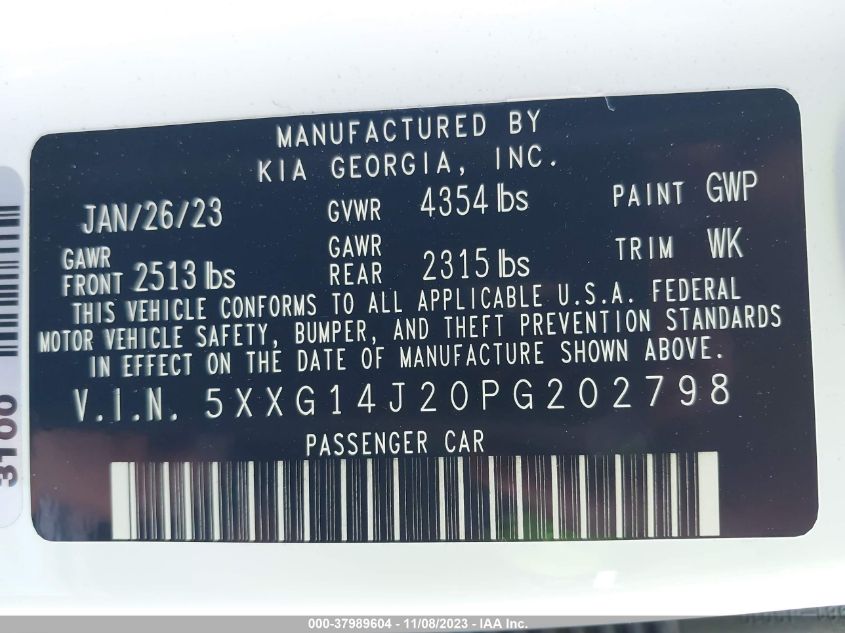 MANUFACTURED BY
KIA GEORGIA, INC.
JAN/26/23 GVWR 4354 lbs PAINT GWP
GAWR FRONT 2513 lbs GAWR REAR 2315 lbs TRIM WK
THIS VEHICLE CONFORMS TO ALL APPLICABLE U.S.A. FEDERAL
MOTOR VEHICLE SAFETY, BUMPER, AND THEFT PREVENTION STANDARDS
IN EFFECT ON THE DATE OF MANUFACTURE SHOWN ABOVE.
V.I.N. 5XXG14J20PG202798
PASSENGER CAR
3100
000-37989604 - 11/08/2023 - IAA Inc.